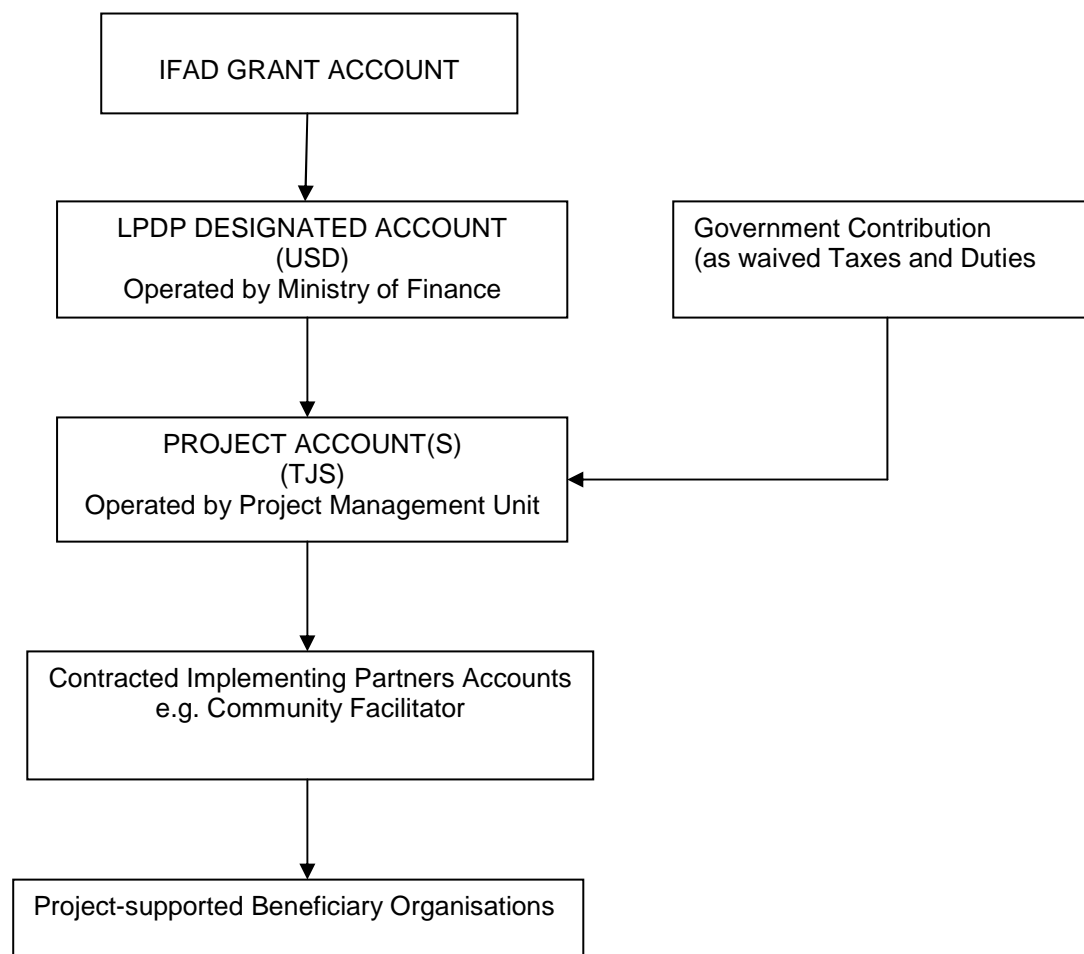 IFAD GRANT ACCOUNT
LPDP DESIGNATED ACCOUNT
(USD)
Operated by Ministry of Finance
Government Contribution
(as waived Taxes and Duties
PROJECT ACCOUNT(S)
(TJS)
Operated by Project Management Unit
Contracted Implementing Partners Accounts
e.g. Community Facilitator
Project-supported Beneficiary Organisations